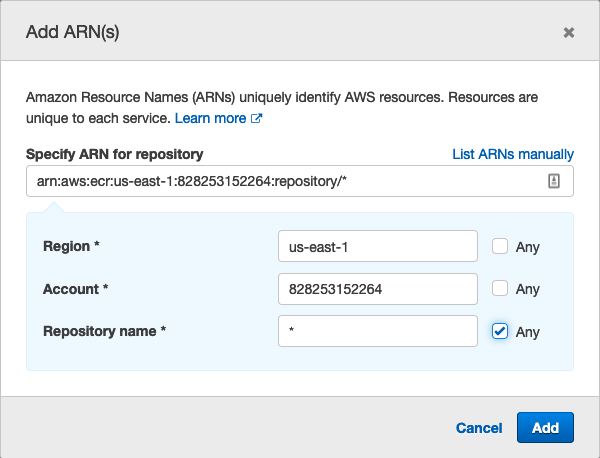 Add ARN(s)
Amazon Resource Names (ARNs) uniquely identify AWS resources. Resources are
unique to each service. Learn more
Specify ARN for repository List ARNs manually
arn:aws:ecr:us-east-1:828253152264:repository/*
Region * us-east-1 Any
Account * 828253152264 Any
Repository name * * Any
Cancel Add